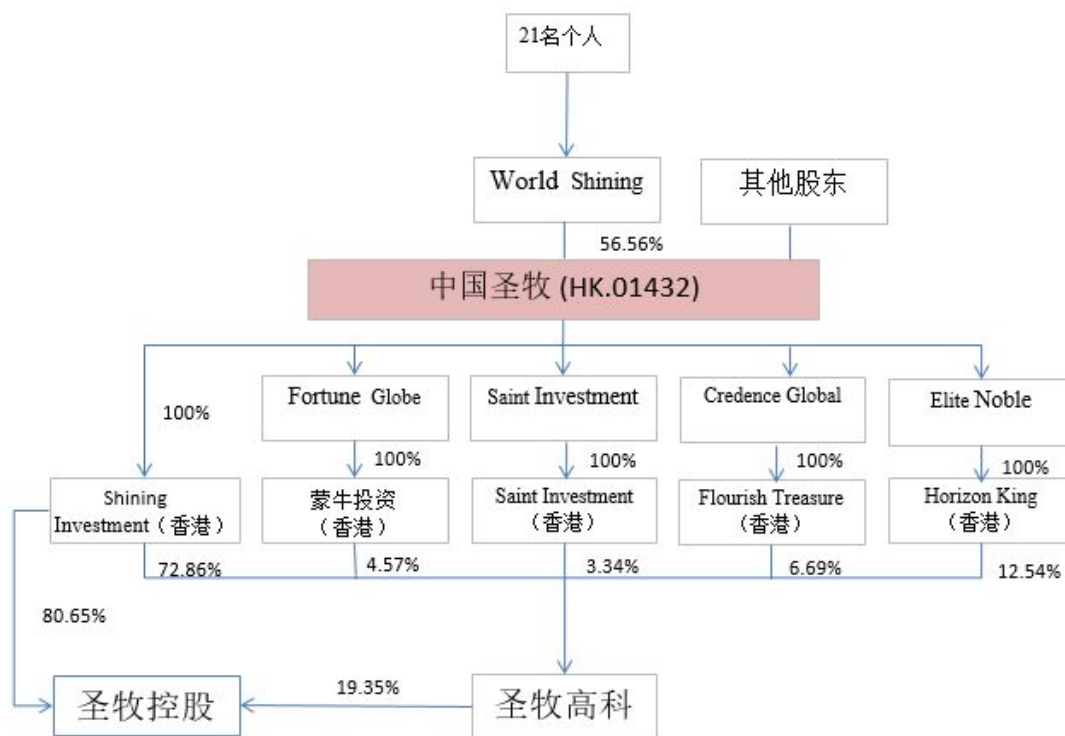 21名个人
World Shining
其他股东
56.56%
中国圣牧 (HK.01432)
Fortune Globe
Saint Investment
Credence Global
Elite Noble
100%
100%
100%
100%
100%
Shining
Investment（香港）
蒙牛投资
（香港）
Saint Investment
（香港）
Flourish Treasure
（香港）
Horizon King
（香港）
72.86%
4.57%
3.34%
6.69%
12.54%
80.65%
19.35%
圣牧控股
圣牧高科